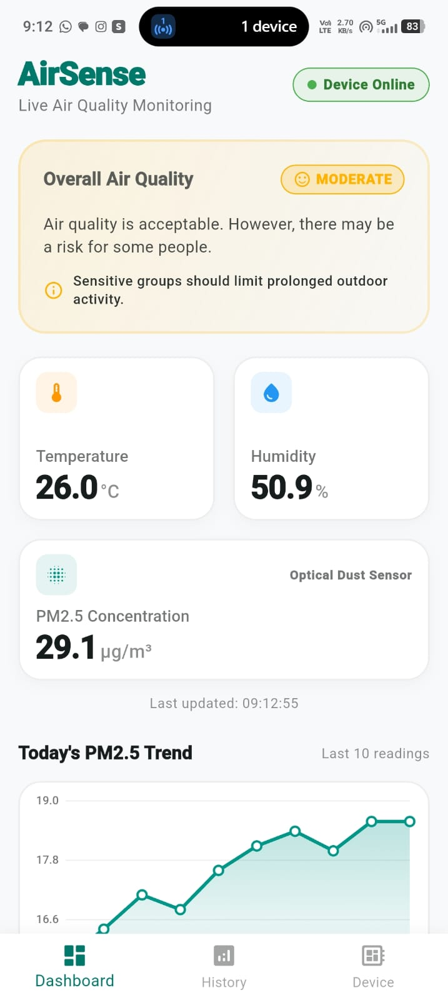 9:12
S
1
1 device
Vo))
LTE
2.70
KB/s
5G
83
AirSense
Device Online
Live Air Quality Monitoring
Overall Air Quality
MODERATE
Air quality is acceptable. However, there may be
a risk for some people.
Sensitive groups should limit prolonged outdoor
activity.
Temperature
26.0 °C
Humidity
50.9 %
Optical Dust Sensor
PM2.5 Concentration
29.1 µg/m³
Last updated: 09:12:55
Today's PM2.5 Trend
Last 10 readings
19.0
17.8
16.6
Dashboard
History
Device